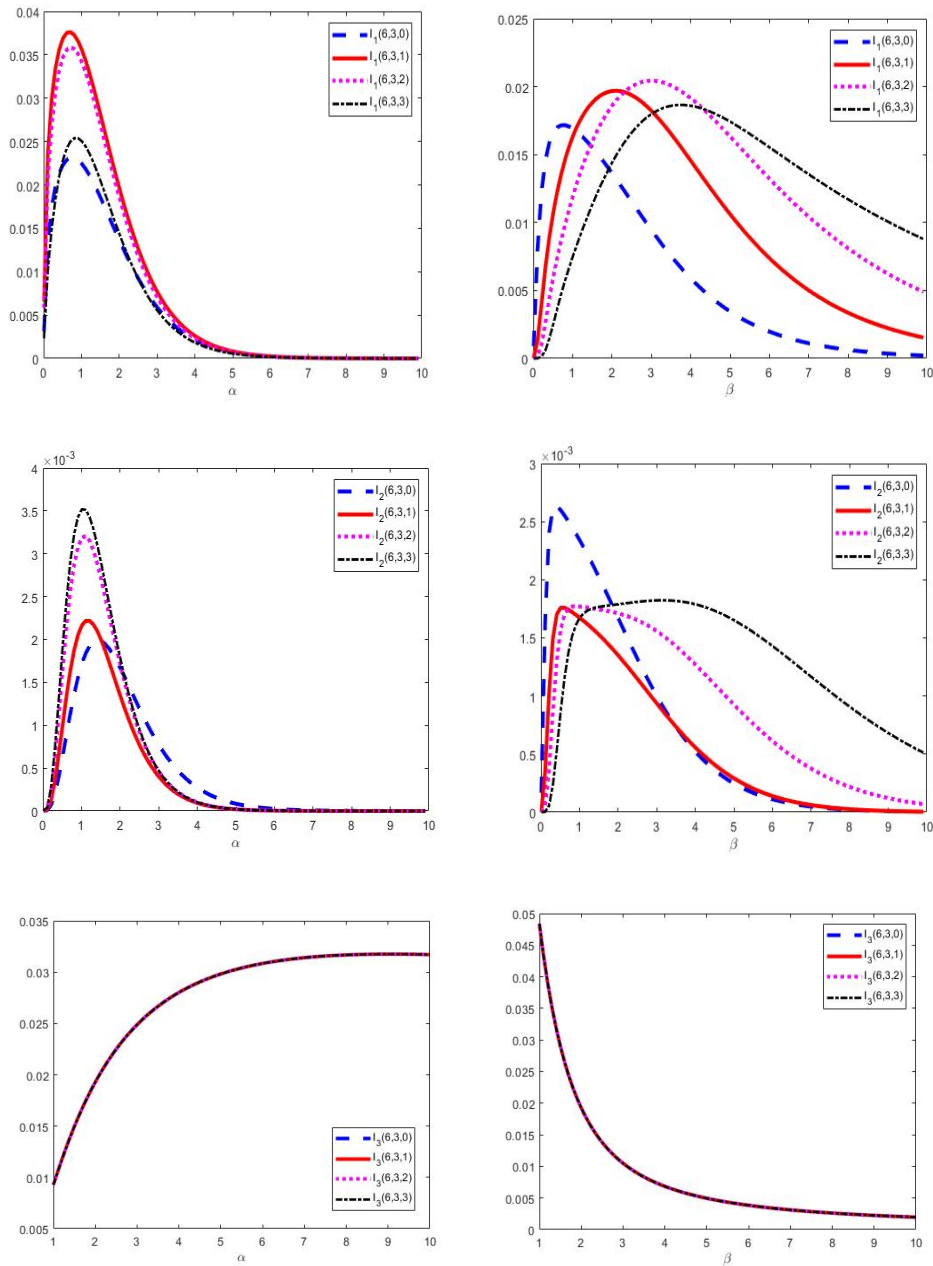 0.04
0.035
0.03
0.025
0.02
0.015
0.01
0.005
0
0 1 2 3 4 5 6 7 8 9 10
α
I1(6,3,0)
I1(6,3,1)
I1(6,3,2)
I1(6,3,3)
0.025
0.02
0.015
0.01
0.005
0
0 1 2 3 4 5 6 7 8 9 10
β
I1(6,3,0)
I1(6,3,1)
I1(6,3,2)
I1(6,3,3)
×10-3
4
3.5
3
2.5
2
1.5
1
0.5
0
0 1 2 3 4 5 6 7 8 9 10
α
I2(6,3,0)
I2(6,3,1)
I2(6,3,2)
I2(6,3,3)
×10-3
3
2.5
2
1.5
1
0.5
0
0 1 2 3 4 5 6 7 8 9 10
β
I2(6,3,0)
I2(6,3,1)
I2(6,3,2)
I2(6,3,3)
0.035
0.03
0.025
0.02
0.015
0.01
0.005
1 2 3 4 5 6 7 8 9 10
α
I3(6,3,0)
I3(6,3,1)
I3(6,3,2)
I3(6,3,3)
0.05
0.045
0.04
0.035
0.03
0.025
0.02
0.015
0.01
0.005
0
1 2 3 4 5 6 7 8 9 10
β
I3(6,3,0)
I3(6,3,1)
I3(6,3,2)
I3(6,3,3)